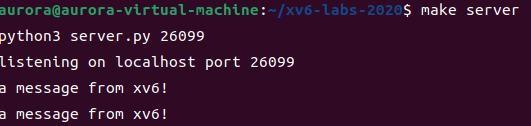 aurora@aurora-virtual-machine:~/xv6-labs-2020$ make server
python3 server.py 26099
listening on localhost port 26099
a message from xv6!
a message from xv6!